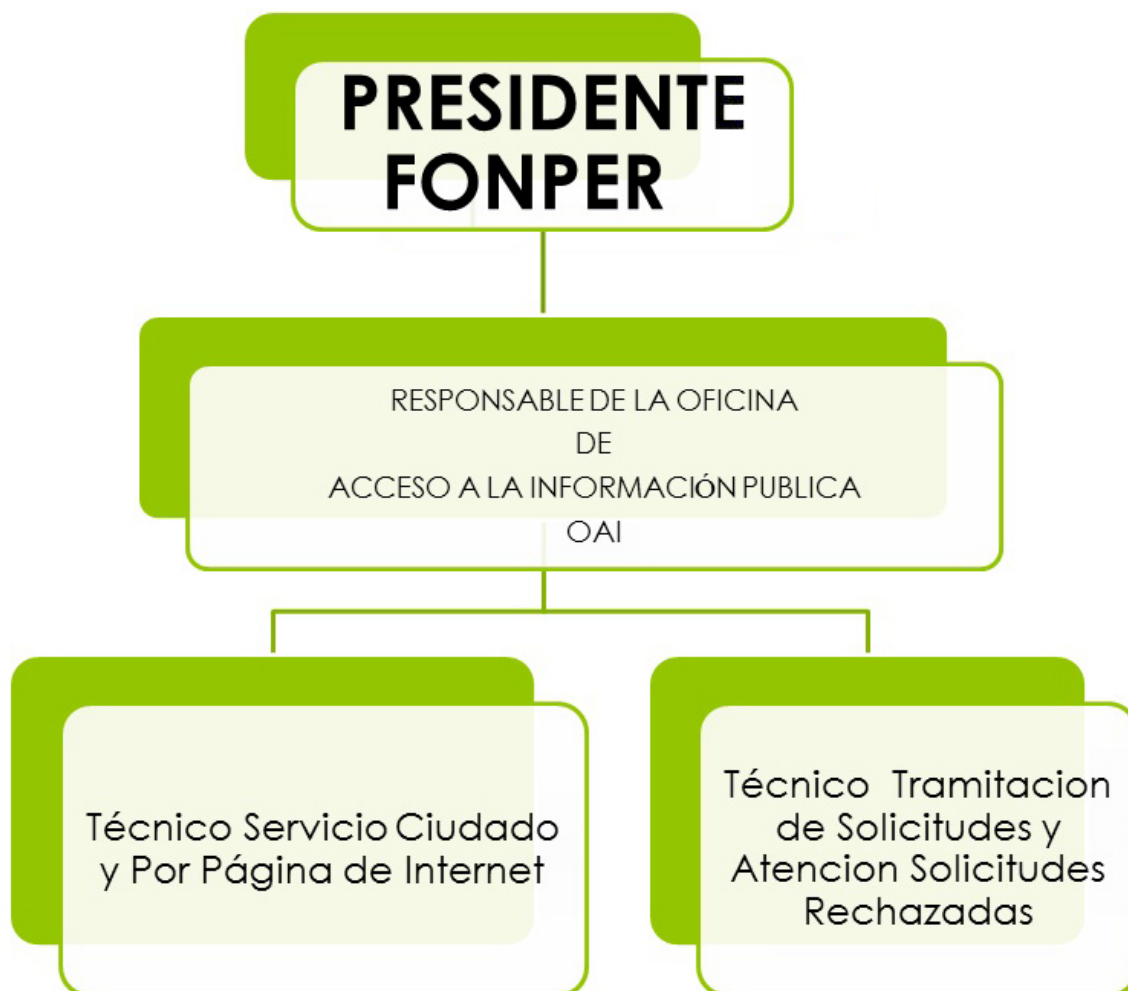 PRESIDENTE
FONPER
RESPONSABLE DE LA OFICINA
DE
ACCESO A LA INFORMACIÓN PUBLICA
OAI
Técnico Servicio Ciudado
y Por Página de Internet
Técnico Tramitacion
de Solicitudes y
Atencion Solicitudes
Rechazadas